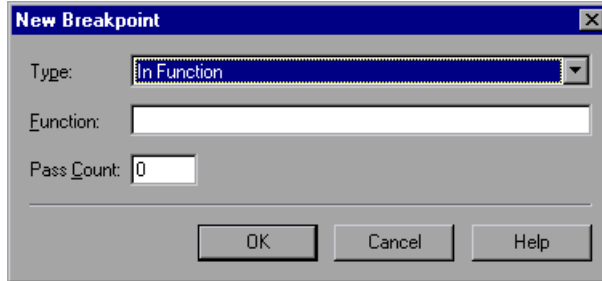 New Breakpoint
Type: In Function
Function:
Pass Count: 0
OK Cancel Help